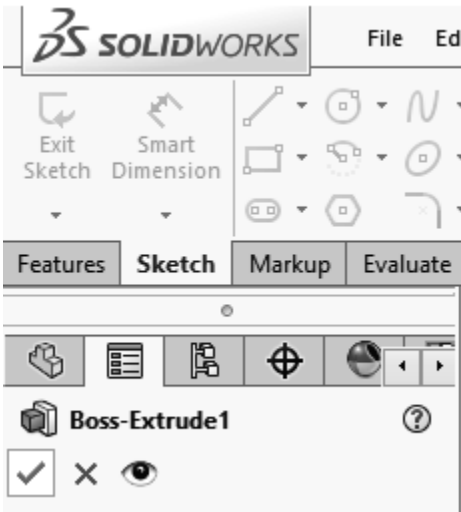 SOLIDWORKS File Ed
Exit Smart
Sketch Dimension
Features Sketch Markup Evaluate
Boss-Extrude1